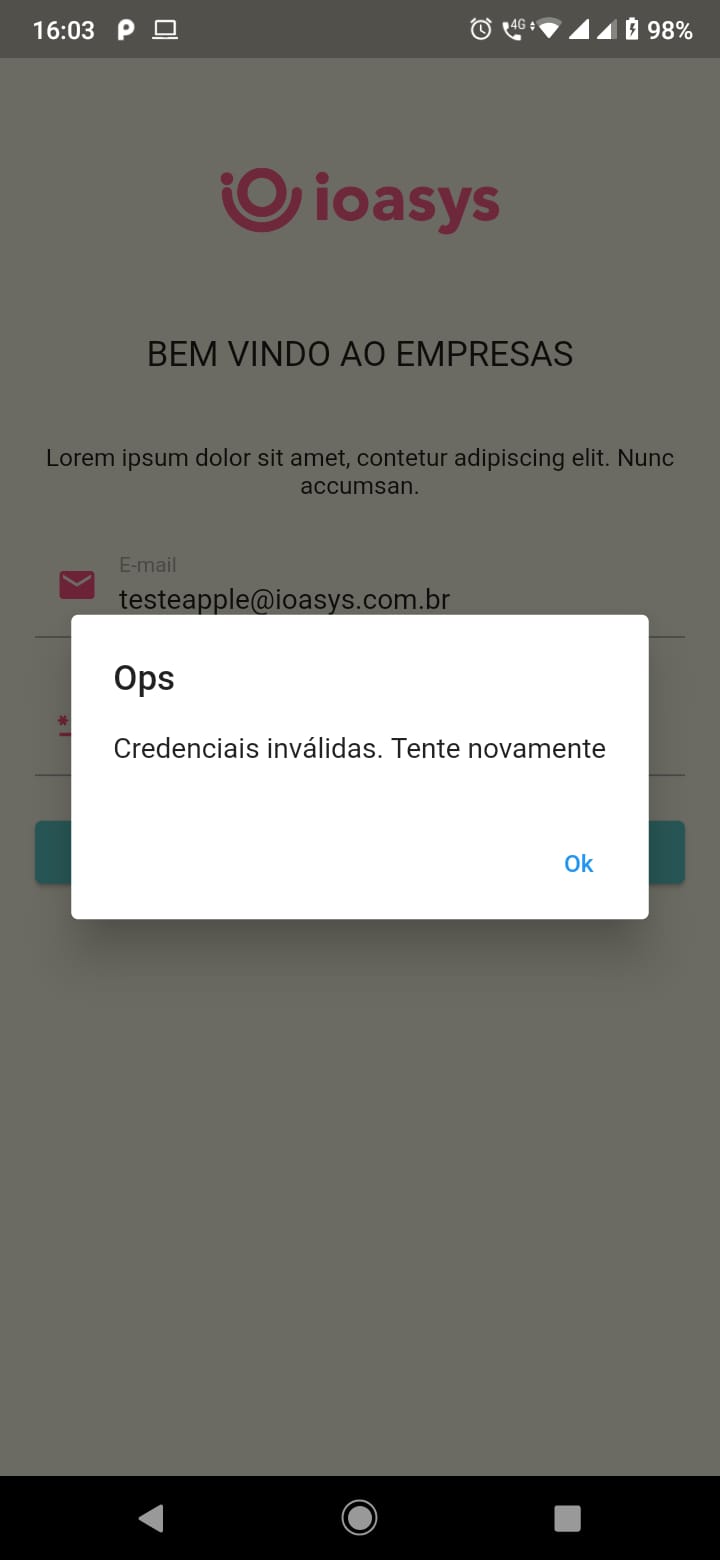 16:03
4G
98%
ioasys
BEM VINDO AO EMPRESAS
Lorem ipsum dolor sit amet, contetur adipiscing elit. Nunc
accumsan.
E-mail
testeapple@ioasys.com.br
Ops
Credenciais inválidas. Tente novamente
Ok